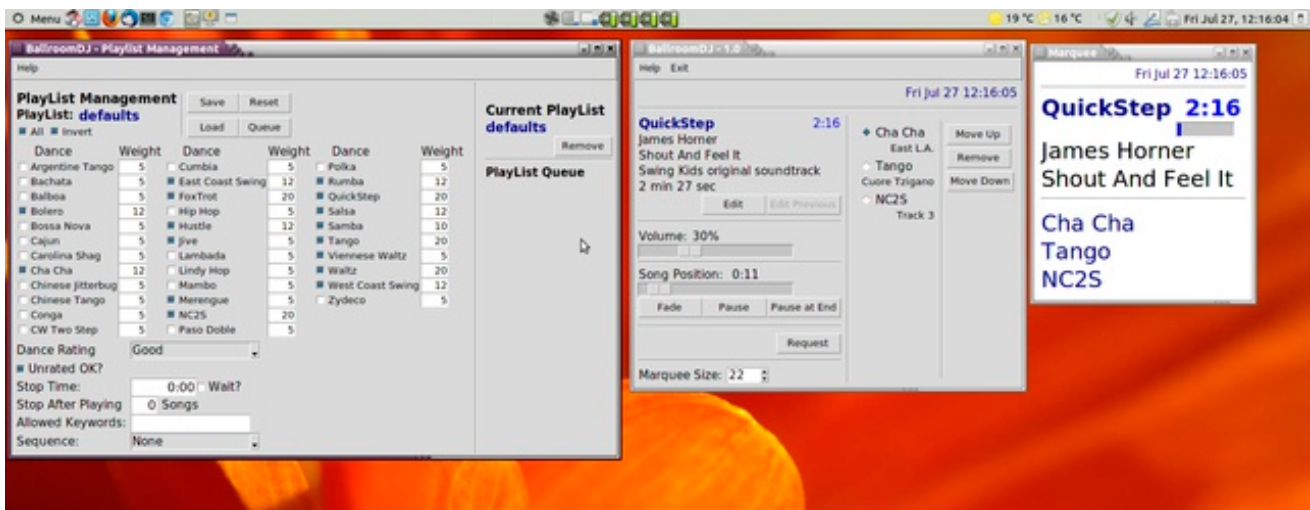 Menu
19 °C 16 °C Fri Jul 27, 12:16:04
BallroomDJ - Playlist Management
Help
PlayList Management Save Reset
PlayList: defaults
All Invert Load Queue
Dance Weight Dance Weight Dance Weight
Argentine Tango 5 Cumbia 5 Polka 5
Bachata 5 East Coast Swing 12 Rumba 12
Balboa 5 FoxTrot 20 QuickStep 20
Bolero 12 Hip Hop 5 Salsa 12
Bossa Nova 5 Hustle 12 Samba 10
Cajun 5 Jive 5 Tango 20
Carolina Shag 5 Lambada 5 Viennese Waltz 5
Cha Cha 12 Lindy Hop 5 Waltz 20
Chinese Jitterbug 5 Mambo 5 West Coast Swing 12
Chinese Tango 5 Merengue 5 Zydeco 5
Conga 5 NC2S 20
CW Two Step 5 Paso Doble 5
Dance Rating Good
Unrated OK?
Stop Time: 0:00 Wait?
Stop After Playing 0 Songs
Allowed Keywords:
Sequence: None
Current PlayList
defaults
Remove
PlayList Queue
BallroomDJ - 1.0
Help Exit
Fri Jul 27 12:16:05
QuickStep 2:16
James Horner
Shout And Feel It
Swing Kids original soundtrack
2 min 27 sec
Edit Edit Previous
Volume: 30%
Song Position: 0:11
Fade Pause Pause at End
Request
Marquee Size: 22
Cha Cha
East L.A.
Tango
Cuore Tzigano
NC2S
Track 3
Move Up
Remove
Move Down
Marquee
Fri Jul 27 12:16:05
QuickStep 2:16
James Horner
Shout And Feel It
Cha Cha
Tango
NC2S